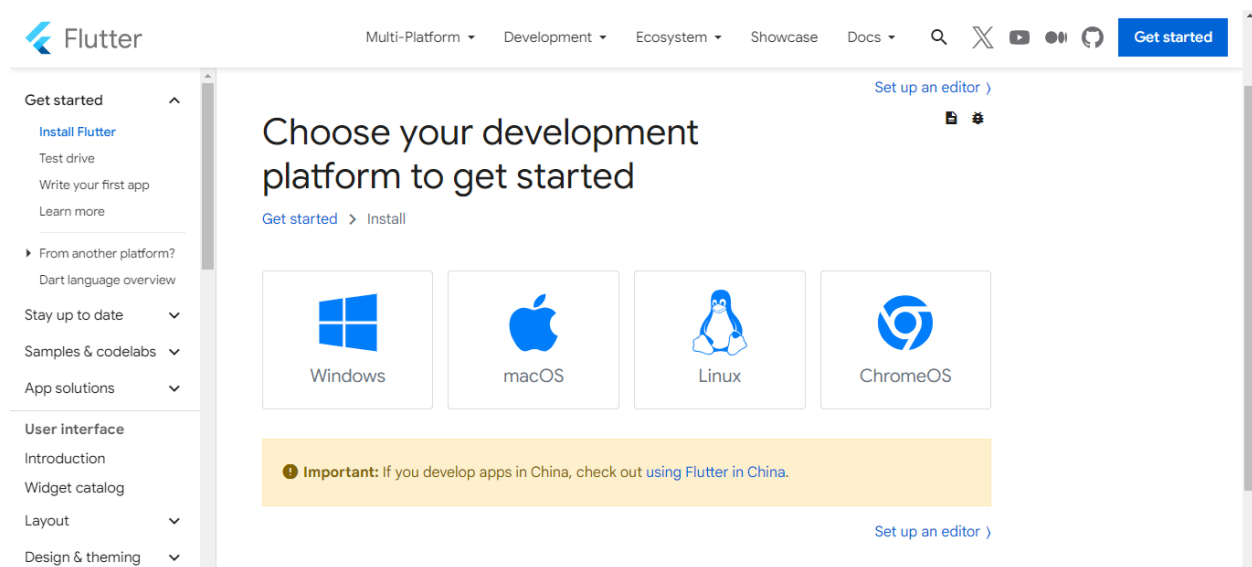 Flutter
Multi-Platform
Development
Ecosystem
Showcase
Docs
Get started
Get started
Install Flutter
Test drive
Write your first app
Learn more
From another platform?
Dart language overview
Stay up to date
Samples & codelabs
App solutions
User interface
Introduction
Widget catalog
Layout
Design & theming
Set up an editor
Choose your development
platform to get started
Get started > Install
Windows
macOS
Linux
ChromeOS
Important: If you develop apps in China, check out using Flutter in China.
Set up an editor